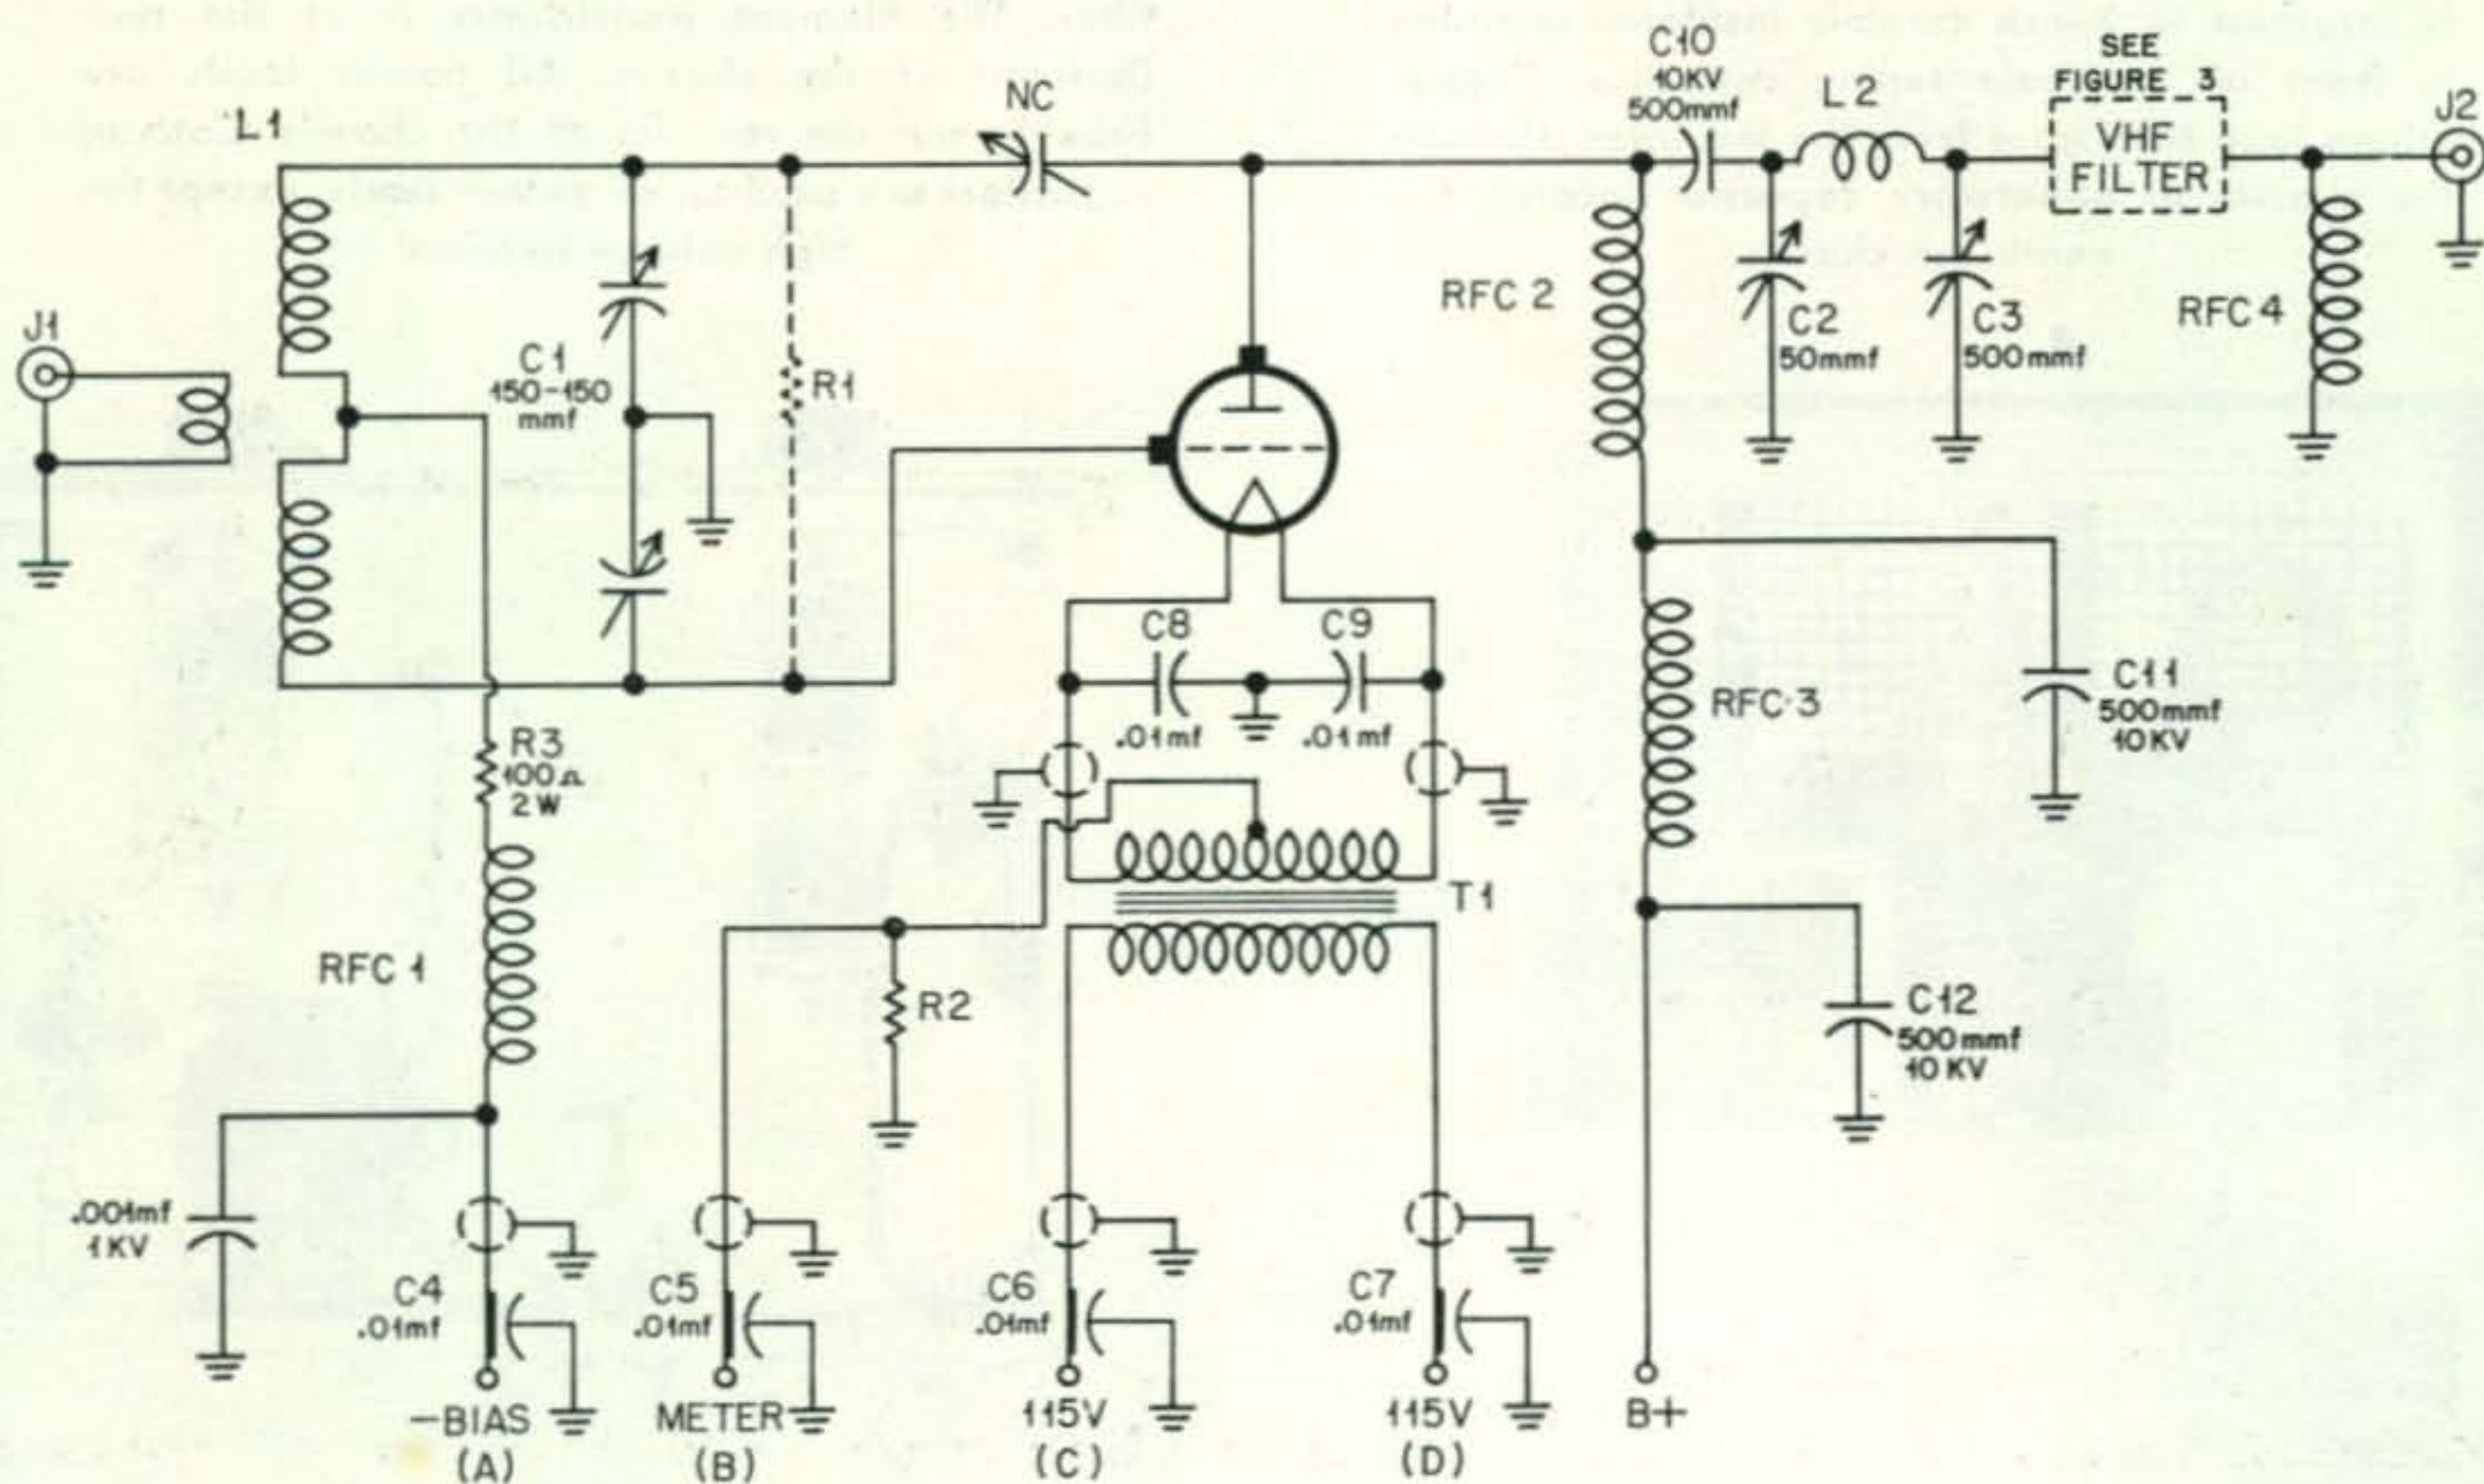 L1
NC
C10
10KV
500mmf
L2
SEE
FIGURE 3
VHF
FILTER
J2
J1
C1
150-150
mmf
R1
RFC 2
C2
50mmf
C3
500mmf
RFC 4
C8
.01mf
C9
.01mf
R3
100Ω
2W
RFC 3
C11
500mmf
10KV
T1
RFC 1
R2
C12
500mmf
10KV
.001mf
1KV
C4
.01mf
C5
.01mf
C6
.01mf
C7
.01mf
-BIAS
(A)
METER
(B)
115V
(C)
115V
(D)
B+